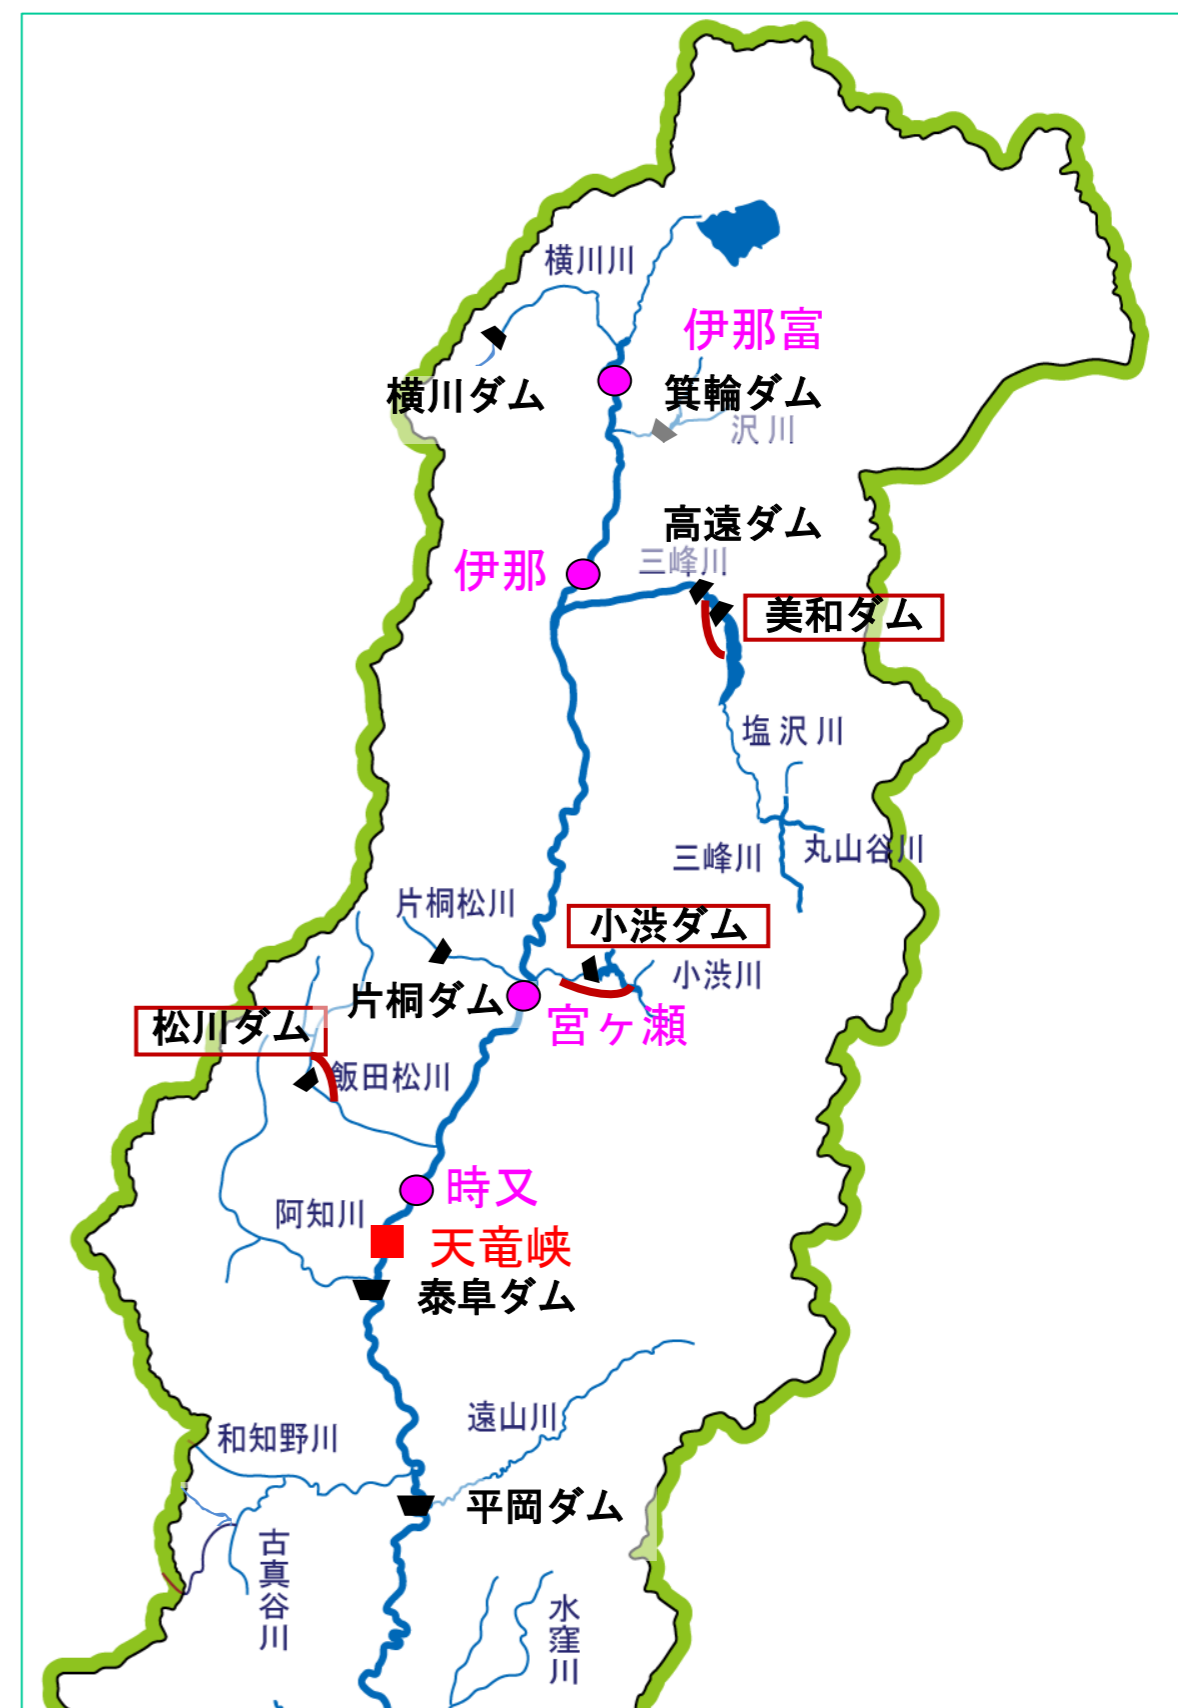 横川川
伊那富
横川ダム
箕輪ダム
沢川
高遠ダム
三峰川
伊那
美和ダム
塩沢川
三峰川
丸山谷川
片桐松川
小渋ダム
小渋川
片桐ダム
宮ヶ瀬
松川ダム
飯田松川
時又
阿知川
天竜峡
泰阜ダム
遠山川
和知野川
平岡ダム
古真谷川
水窪川